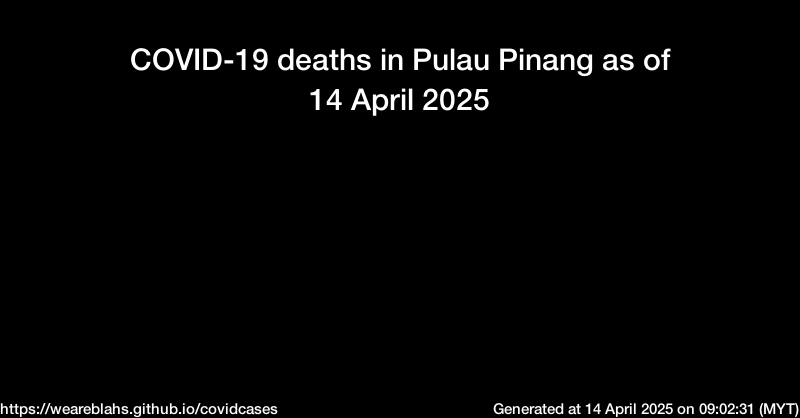 COVID-19 deaths in Pulau Pinang as of
14 April 2025
https://weareblahs.github.io/covidcases
Generated at 14 April 2025 on 09:02:31 (MYT)